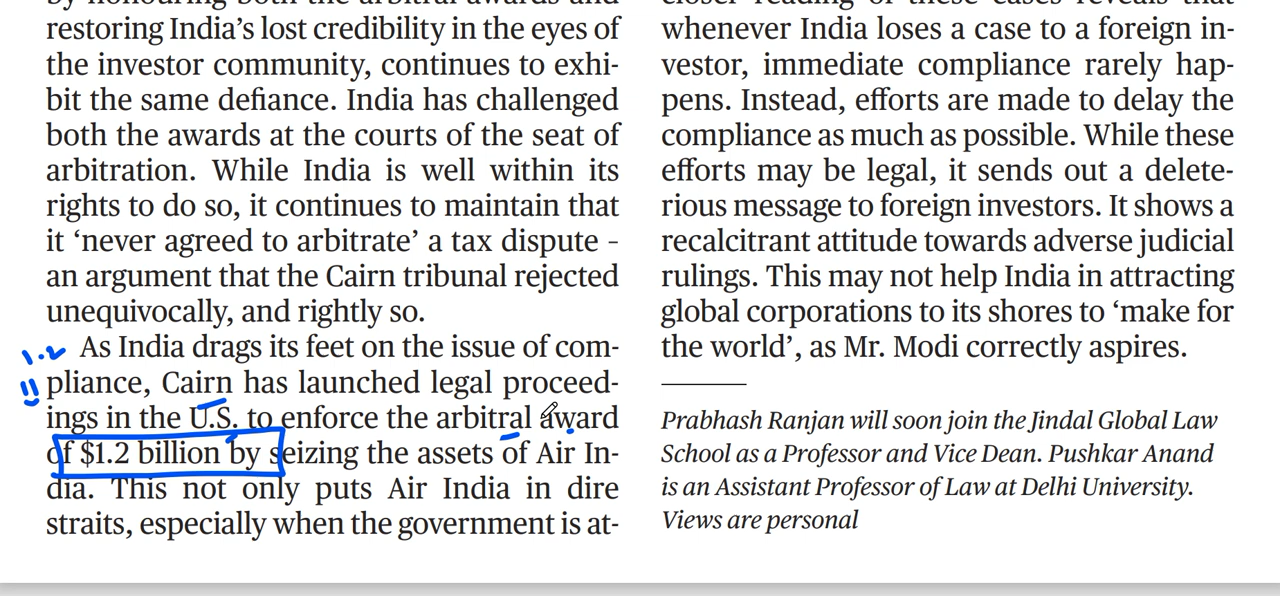 restoring India’s lost credibility in the eyes of
the investor community, continues to exhi-
bit the same defiance. India has challenged
both the awards at the courts of the seat of
arbitration. While India is well within its
rights to do so, it continues to maintain that
it ‘never agreed to arbitrate’ a tax dispute -
an argument that the Cairn tribunal rejected
unequivocally, and rightly so.
As India drags its feet on the issue of com-
pliance, Cairn has launched legal proceed-
ings in the U.S. to enforce the arbitral award
of $1.2 billion by seizing the assets of Air In-
dia. This not only puts Air India in dire
straits, especially when the government is at-
1.2
whenever India loses a case to a foreign in-
vestor, immediate compliance rarely hap-
pens. Instead, efforts are made to delay the
compliance as much as possible. While these
efforts may be legal, it sends out a delete-
rious message to foreign investors. It shows a
recalcitrant attitude towards adverse judicial
rulings. This may not help India in attracting
global corporations to its shores to ‘make for
the world’, as Mr. Modi correctly aspires.
Prabhash Ranjan will soon join the Jindal Global Law
School as a Professor and Vice Dean. Pushkar Anand
is an Assistant Professor of Law at Delhi University.
Views are personal